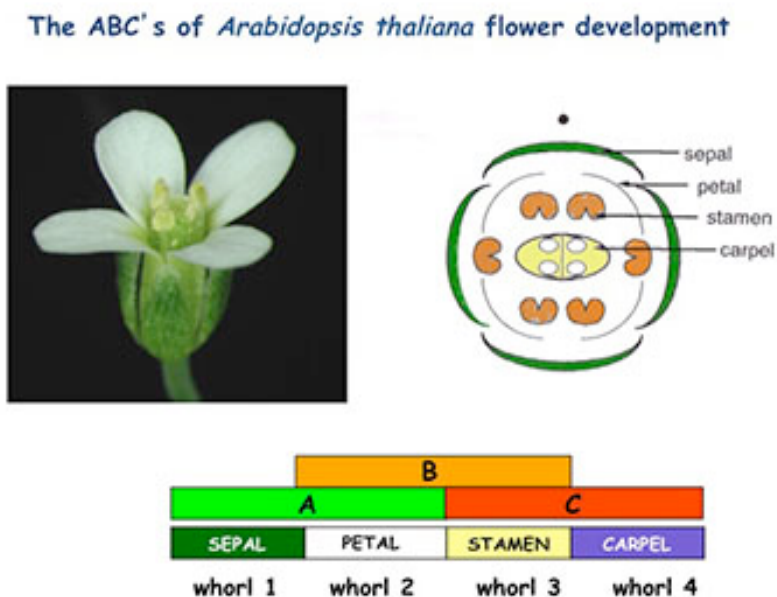 The ABC's of Arabidopsis thaliana flower development
sepal
petal
stamen
carpel
B
A C
SEPAL PETAL STAMEN CARPEL
whorl 1 whorl 2 whorl 3 whorl 4